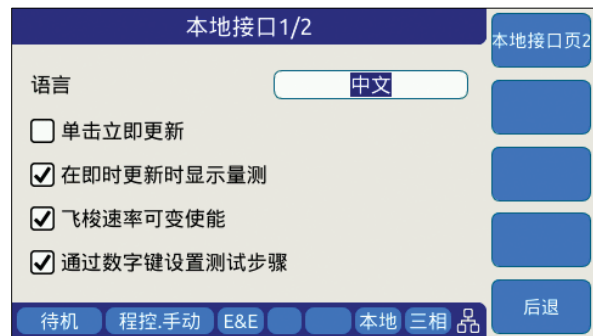 本地接口1/2
本地接口页2
语言
中文
单击立即更新
在即时更新时显示量测
飞梭速率可变使能
通过数字键设置测试步骤
后退
待机 程控.手动 E&E 本地 三相